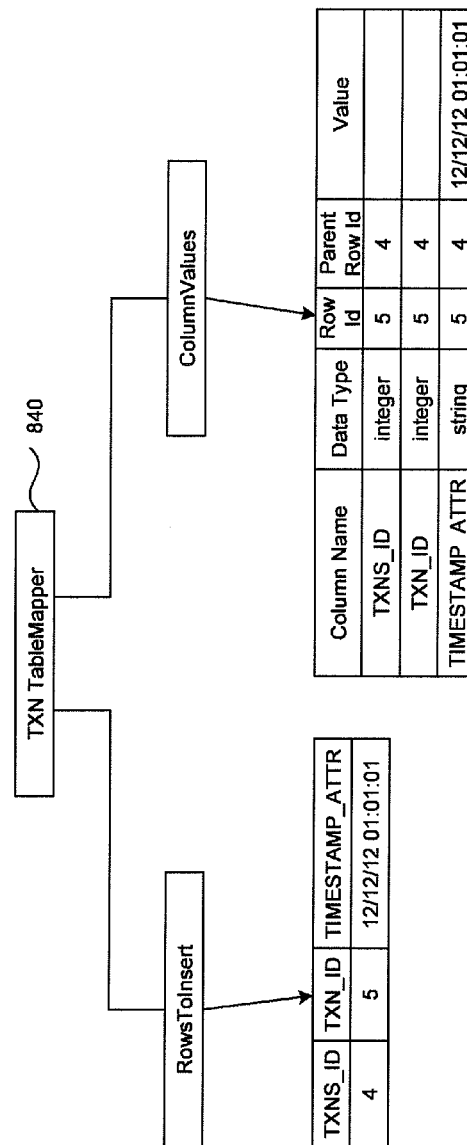 TXN TableMapper
840
RowsToInsert
ColumnValues
TXNS_ID TXN_ID TIMESTAMP_ATTR
4 5 12/12/12 01:01:01
Column Name Data Type Row Id Parent Row Id Value
TXNS_ID integer 5 4
TXN_ID integer 5 4
TIMESTAMP_ATTR string 5 4 12/12/12 01:01:01